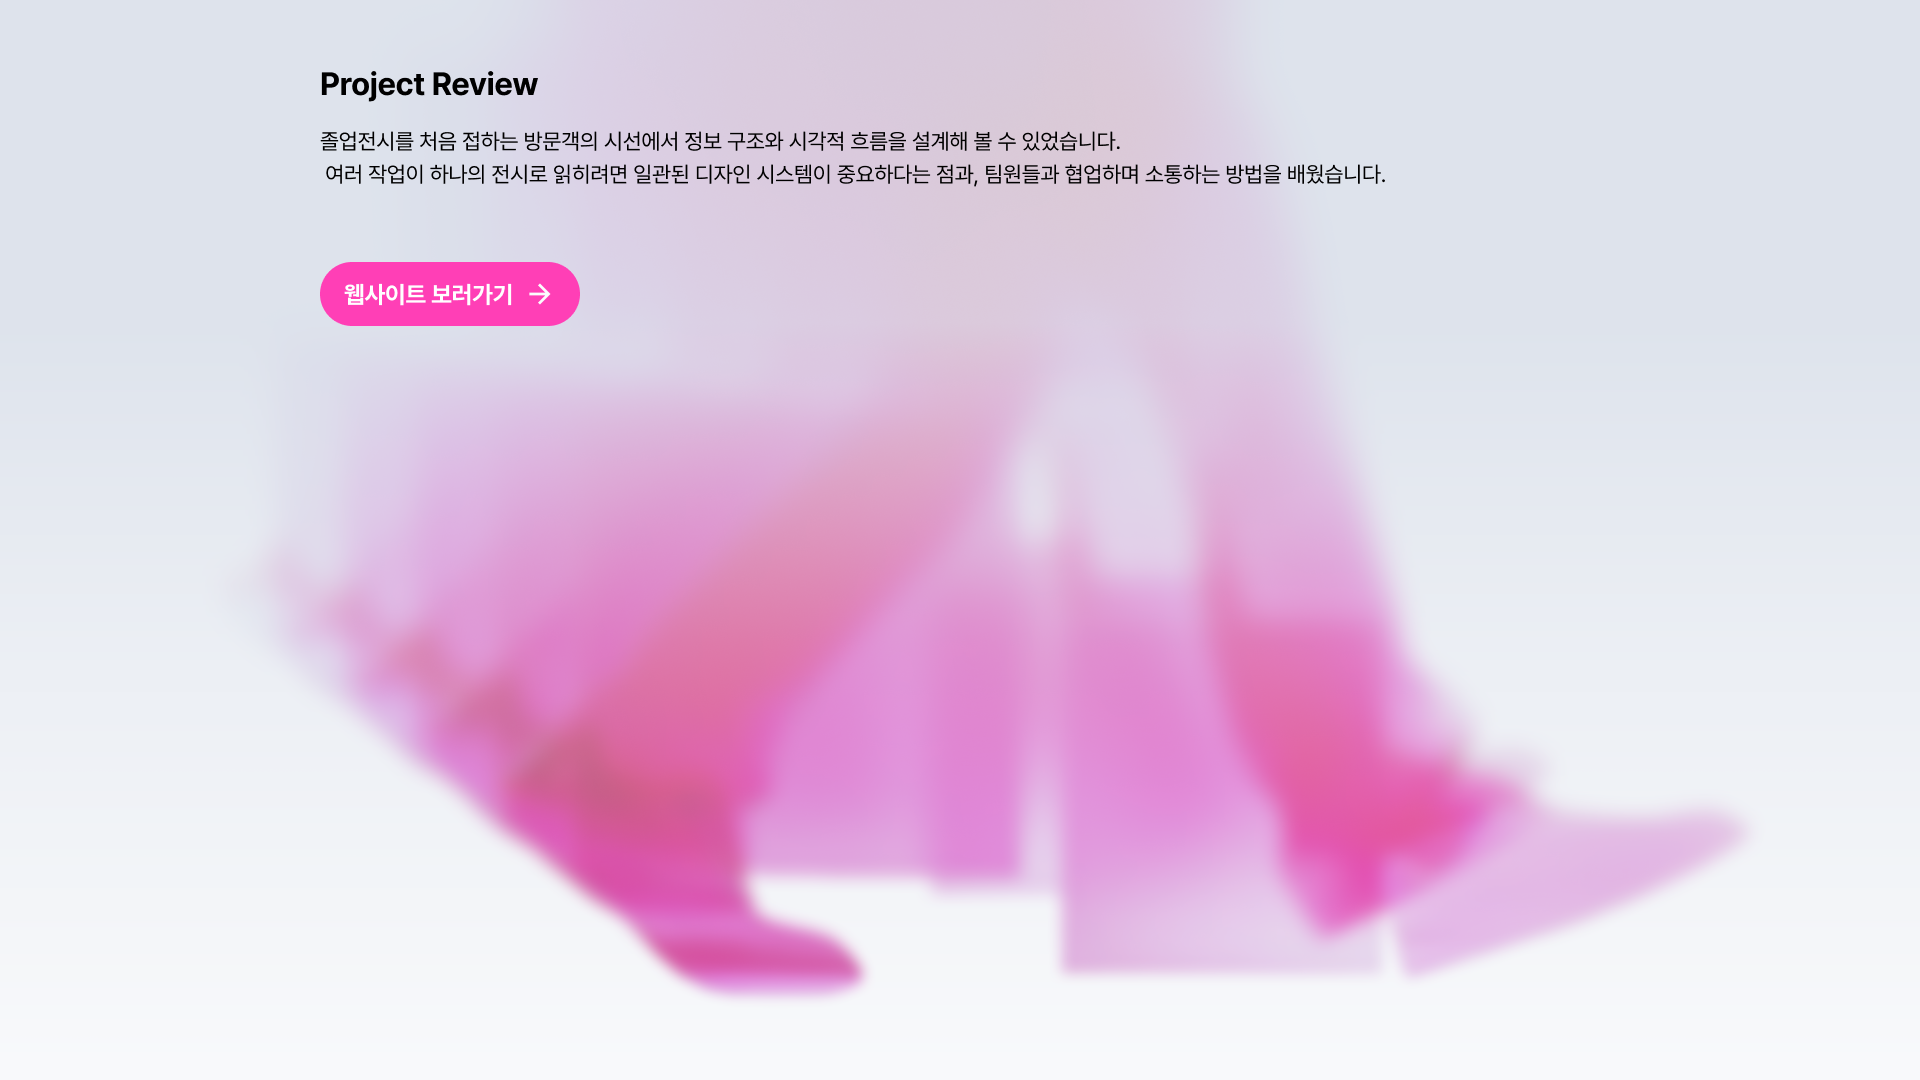 Project Review
졸업전시를 처음 접하는 방문객의 시선에서 정보 구조와 시각적 흐름을 설계해 볼 수 있었습니다.
여러 작업이 하나의 전시로 읽히려면 일관된 디자인 시스템이 중요하다는 점과, 팀원들과 협업하며 소통하는 방법을 배웠습니다.
웹사이트 보러가기 →